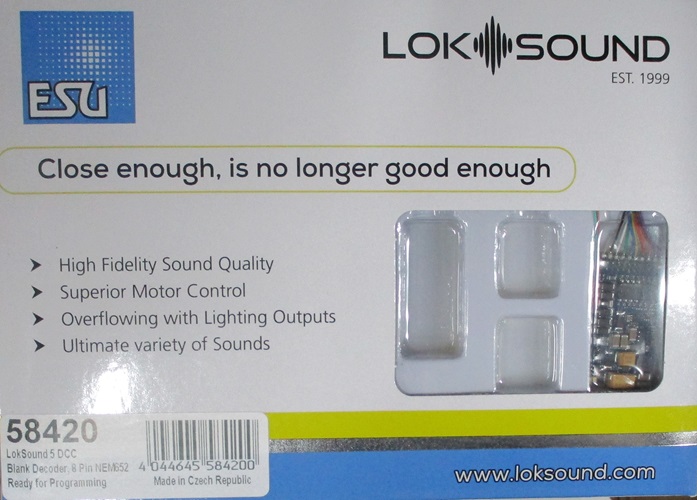 ESU
LOKSOUND
EST. 1999
Close enough, is no longer good enough
High Fidelity Sound Quality
Superior Motor Control
Overflowing with Lighting Outputs
Ultimate variety of Sounds
58420
LokSound 5 DCC
Blank Decoder, 8 Pin NEM652
Ready for Programming
4 044645 584200
Made in Czech Republic
www.loksound.com